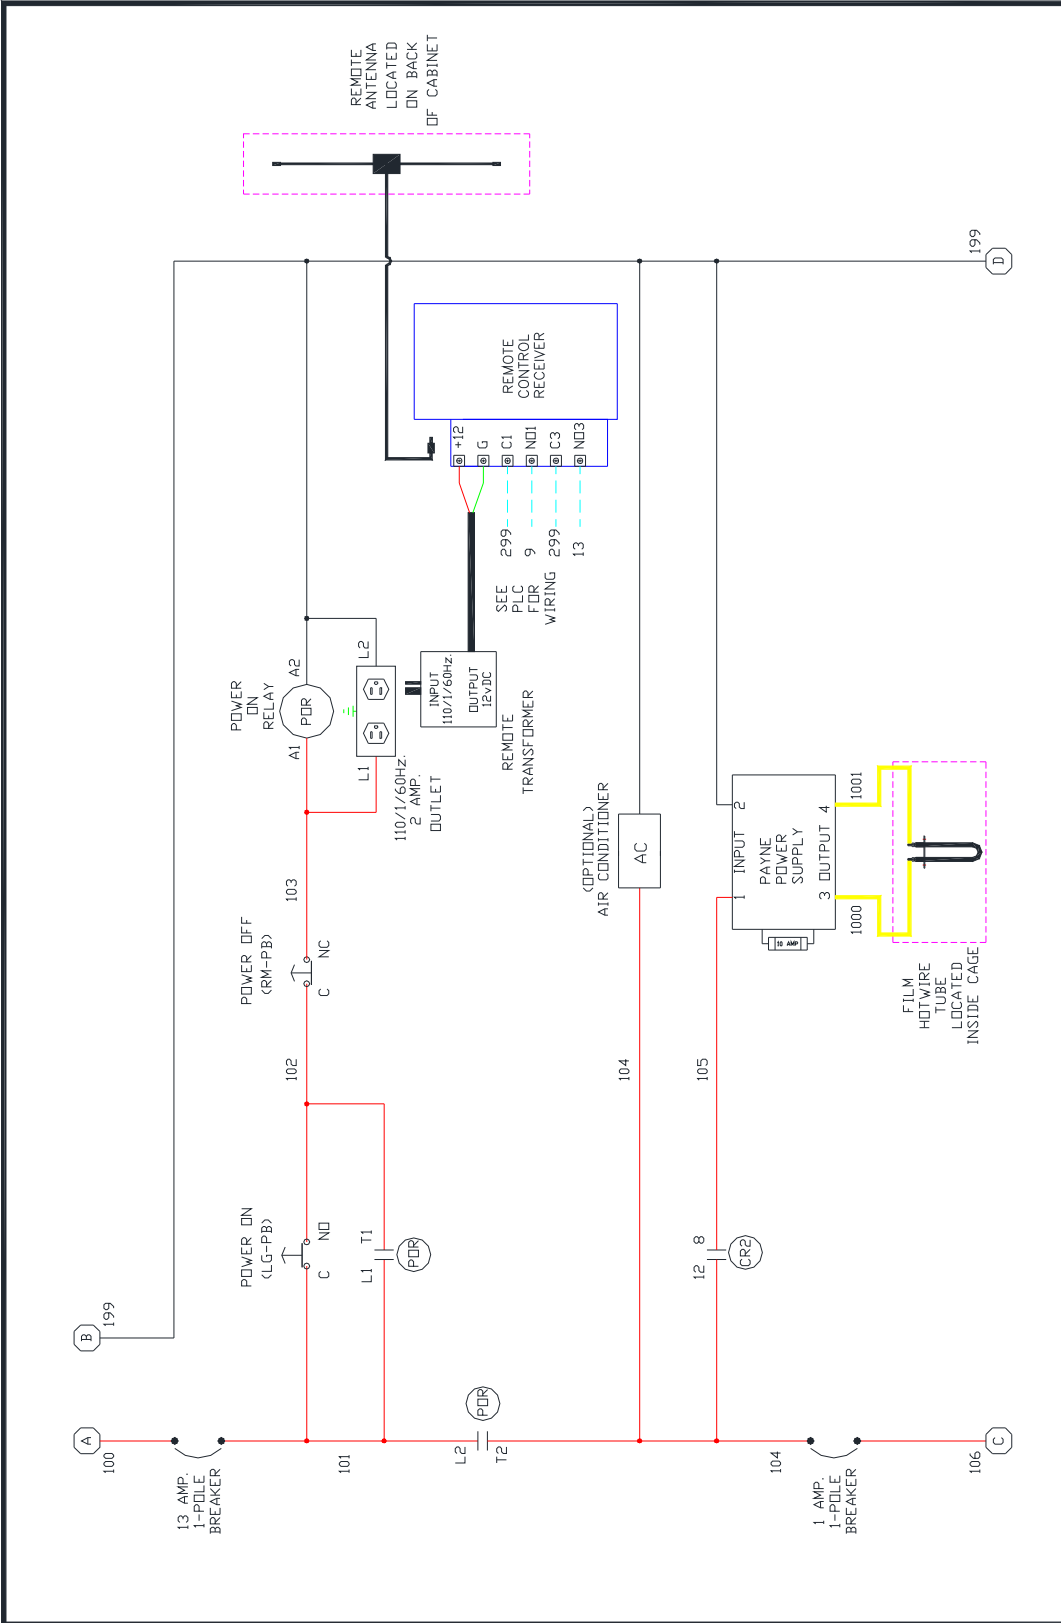 A
100
13 AMP.
1-POLE
BREAKER
B
199
101
POWER ON
(LG-PB)
C
NO
L1
T1
POR
102
POWER OFF
(RM-PB)
C
NC
103
POWER
ON
RELAY
A1
A2
POR
L1
L2
110/1/60Hz.
2 AMP.
OUTLET
INPUT
110/1/60Hz.
OUTPUT
12vDC
REMOTE
TRANSFORMER
SEE
PLC
FOR
WIRING
299
9
299
13
+12
G
C1
NO1
C3
NO3
REMOTE
CONTROL
RECEIVER
REMOTE
ANTENNA
LOCATED
ON BACK
OF CABINET
L2
T2
POR
104
(OPTIONAL)
AIR CONDITIONER
AC
12
8
CR2
105
1
INPUT
2
PAYNE
POWER
SUPPLY
3
OUTPUT
4
10 AMP
1000
1001
FILM
HOTWIRE
TUBE
LOCATED
INSIDE CAGE
104
1 AMP.
1-POLE
BREAKER
106
C
199
D